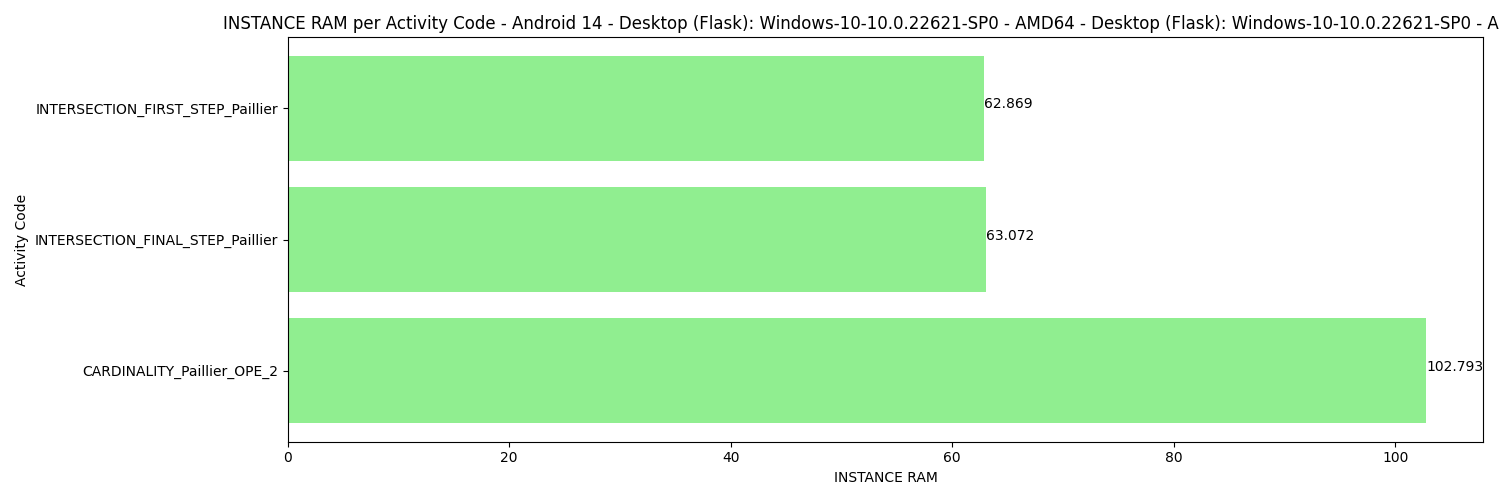 INSTANCE RAM per Activity Code - Android 14 - Desktop (Flask): Windows-10-10.0.22621-SP0 - AMD64 - Desktop (Flask): Windows-10-10.0.22621-SP0 - A
INTERSECTION_FIRST_STEP_Paillier
62.869
INTERSECTION_FINAL_STEP_Paillier
63.072
CARDINALITY_Paillier_OPE_2
102.793
Activity Code
0 20 40 60 80 100
INSTANCE RAM